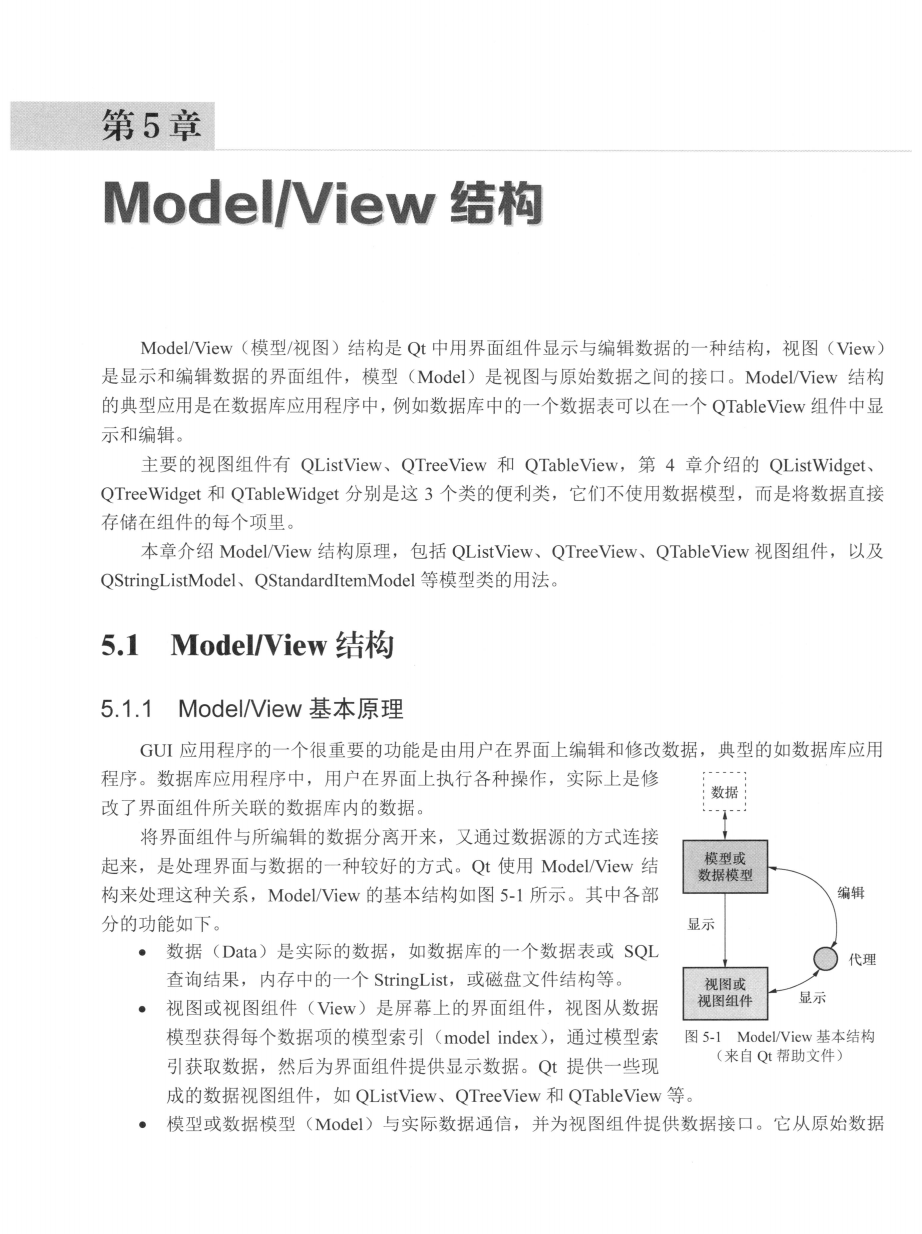 第5章
Model/View 结构
Model/View（模型/视图）结构是 Qt 中用界面组件显示与编辑数据的一种结构，视图（View）
是显示和编辑数据的界面组件，模型（Model）是视图与原始数据之间的接口。Model/View 结构
的典型应用是在数据库应用程序中，例如数据库中的一个数据表可以在一个 QTableView 组件中显
示和编辑。
主要的视图组件有 QListView、QTreeView 和 QTableView，第 4 章介绍的 QListWidget、
QTreeWidget 和 QTableWidget 分别是这 3 个类的便利类，它们不使用数据模型，而是将数据直接
存储在组件的每个项里。
本章介绍 Model/View 结构原理，包括 QListView、QTreeView、QTableView 视图组件，以及
QStringListModel、QStandardItemModel 等模型类的用法。
5.1 Model/View 结构
5.1.1 Model/View 基本原理
GUI 应用程序的一个很重要的功能是由用户在界面上编辑和修改数据，典型的如数据库应用
程序。数据库应用程序中，用户在界面上执行各种操作，实际上是修
改了界面组件所关联的数据库内的数据。
将界面组件与所编辑的数据分离开来，又通过数据源的方式连接
起来，是处理界面与数据的一种较好的方式。Qt 使用 Model/View 结
构来处理这种关系，Model/View 的基本结构如图 5-1 所示。其中各部
分的功能如下。
• 数据（Data）是实际的数据，如数据库的一个数据表或 SQL
查询结果，内存中的一个 StringList，或磁盘文件结构等。
• 视图或视图组件（View）是屏幕上的界面组件，视图从数据
模型获得每个数据项的模型索引（model index），通过模型索
引获取数据，然后为界面组件提供显示数据。Qt 提供一些现
成的数据视图组件，如 QListView、QTreeView 和 QTableView 等。
• 模型或数据模型（Model）与实际数据通信，并为视图组件提供数据接口。它从原始数据
数据
模型或
数据模型
编辑
显示
代理
视图或
视图组件
显示
图 5-1 Model/View 基本结构
（来自 Qt 帮助文件）